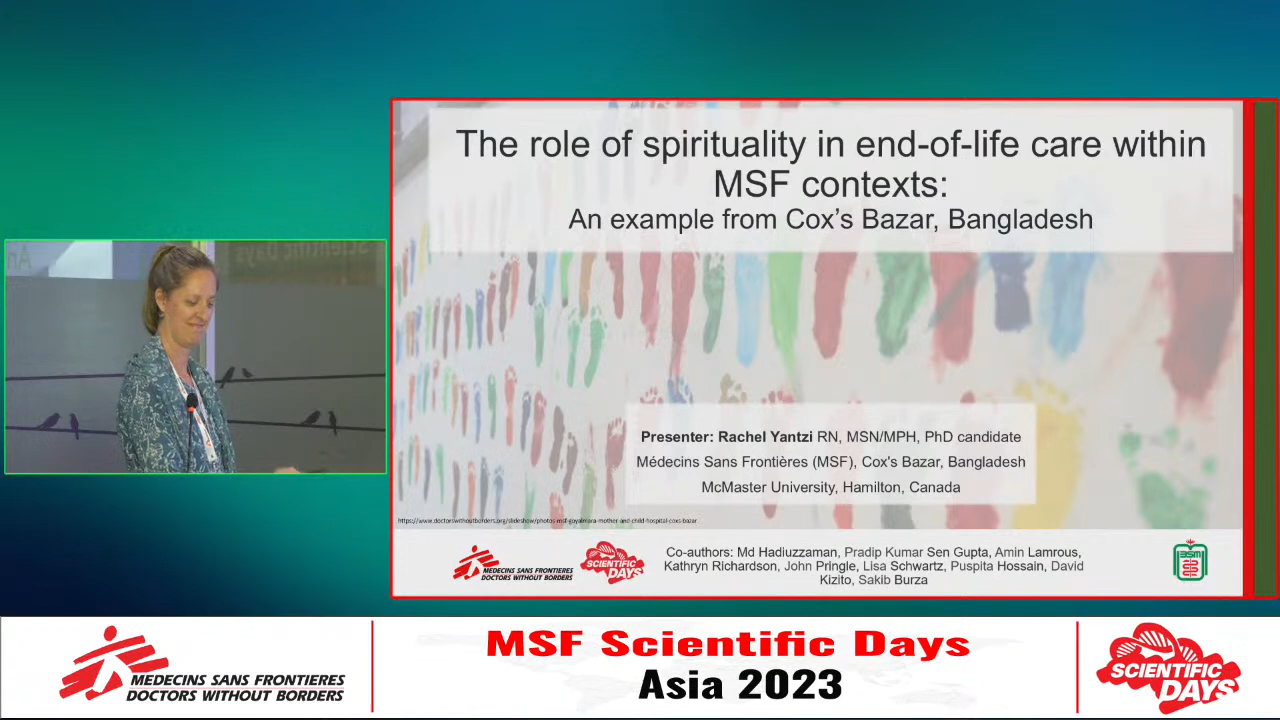 The role of spirituality in end-of-life care within
MSF contexts:
An example from Cox's Bazar, Bangladesh
Presenter: Rachel Yantzi RN, MSN/MPH, PhD candidate
Médecins Sans Frontières (MSF), Cox's Bazar, Bangladesh
McMaster University, Hamilton, Canada
https://www.doctorswithoutborders.org/slideshow/photos-msf-goyalmara-mother-and-child-hospital-coxs-bazar
MEDECINS SANS FRONTIERES
DOCTORS WITHOUT BORDERS
SCIENTIFIC
DAYS
Co-authors: Md Hadiuzzaman, Pradip Kumar Sen Gupta, Amin Lamrous,
Kathryn Richardson, John Pringle, Lisa Schwartz, Puspita Hossain, David
Kizito, Sakib Burza
MEDECINS SANS FRONTIERES
DOCTORS WITHOUT BORDERS
MSF Scientific Days
Asia 2023
SCIENTIFIC
DAYS